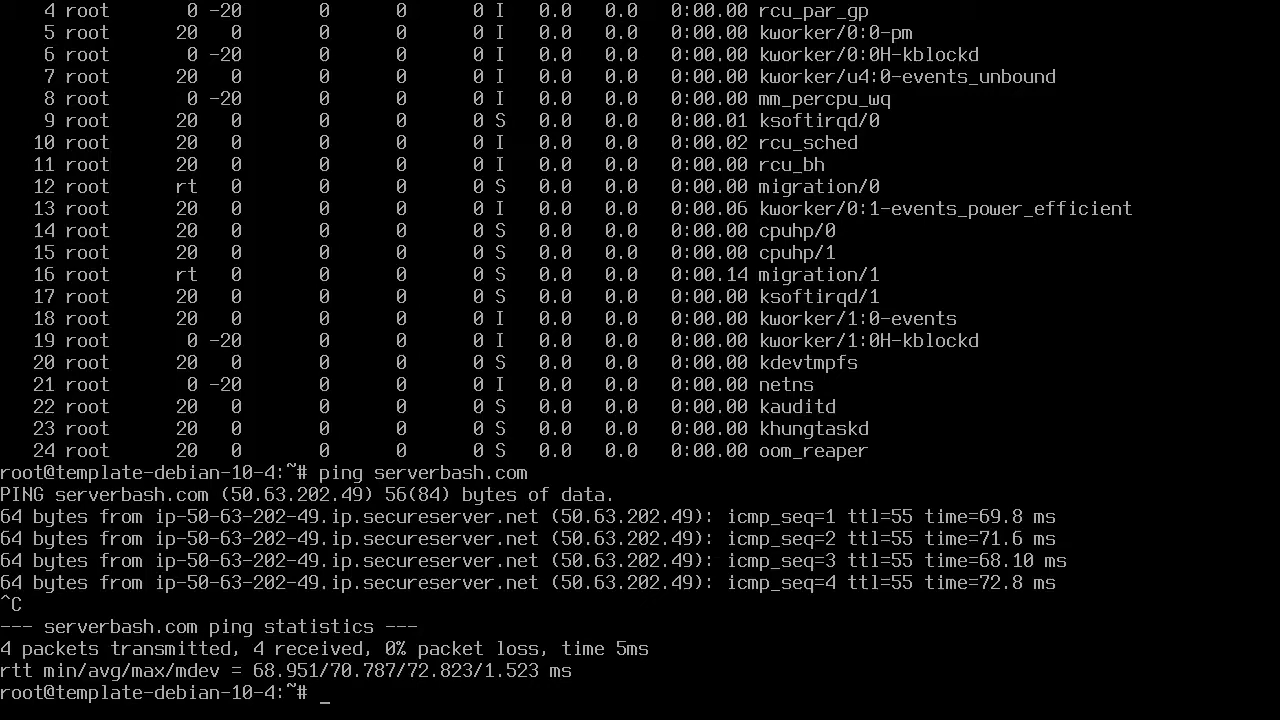 4 root 0 -20 0 0 0 I 0.0 0.0 0:00.00 rcu_par_gp
5 root 20 0 0 0 0 I 0.0 0.0 0:00.00 kworker/0:0-pm
6 root 0 -20 0 0 0 I 0.0 0.0 0:00.00 kworker/0:0H-kblockd
7 root 20 0 0 0 0 I 0.0 0.0 0:00.00 kworker/u4:0-events_unbound
8 root 0 -20 0 0 0 I 0.0 0.0 0:00.00 mm_percpu_wq
9 root 20 0 0 0 0 S 0.0 0.0 0:00.01 ksoftirqd/0
10 root 20 0 0 0 0 I 0.0 0.0 0:00.02 rcu_sched
11 root 20 0 0 0 0 I 0.0 0.0 0:00.00 rcu_bh
12 root rt 0 0 0 0 S 0.0 0.0 0:00.00 migration/0
13 root 20 0 0 0 0 I 0.0 0.0 0:00.06 kworker/0:1-events_power_efficient
14 root 20 0 0 0 0 S 0.0 0.0 0:00.00 cpuhp/0
15 root 20 0 0 0 0 S 0.0 0.0 0:00.00 cpuhp/1
16 root rt 0 0 0 0 S 0.0 0.0 0:00.14 migration/1
17 root 20 0 0 0 0 S 0.0 0.0 0:00.00 ksoftirqd/1
18 root 20 0 0 0 0 I 0.0 0.0 0:00.00 kworker/1:0-events
19 root 0 -20 0 0 0 I 0.0 0.0 0:00.00 kworker/1:0H-kblockd
20 root 20 0 0 0 0 S 0.0 0.0 0:00.00 kdevtmpfs
21 root 0 -20 0 0 0 I 0.0 0.0 0:00.00 netns
22 root 20 0 0 0 0 S 0.0 0.0 0:00.00 kauditd
23 root 20 0 0 0 0 S 0.0 0.0 0:00.00 khungtaskd
24 root 20 0 0 0 0 S 0.0 0.0 0:00.00 oom_reaper
root@template-debian-10-4:~# ping serverbash.com
PING serverbash.com (50.63.202.49) 56(84) bytes of data.
64 bytes from ip-50-63-202-49.ip.secureserver.net (50.63.202.49): icmp_seq=1 ttl=55 time=69.8 ms
64 bytes from ip-50-63-202-49.ip.secureserver.net (50.63.202.49): icmp_seq=2 ttl=55 time=71.6 ms
64 bytes from ip-50-63-202-49.ip.secureserver.net (50.63.202.49): icmp_seq=3 ttl=55 time=68.10 ms
64 bytes from ip-50-63-202-49.ip.secureserver.net (50.63.202.49): icmp_seq=4 ttl=55 time=72.8 ms
^C
--- serverbash.com ping statistics ---
4 packets transmitted, 4 received, 0% packet loss, time 5ms
rtt min/avg/max/mdev = 68.951/70.787/72.823/1.523 ms
root@template-debian-10-4:~# _